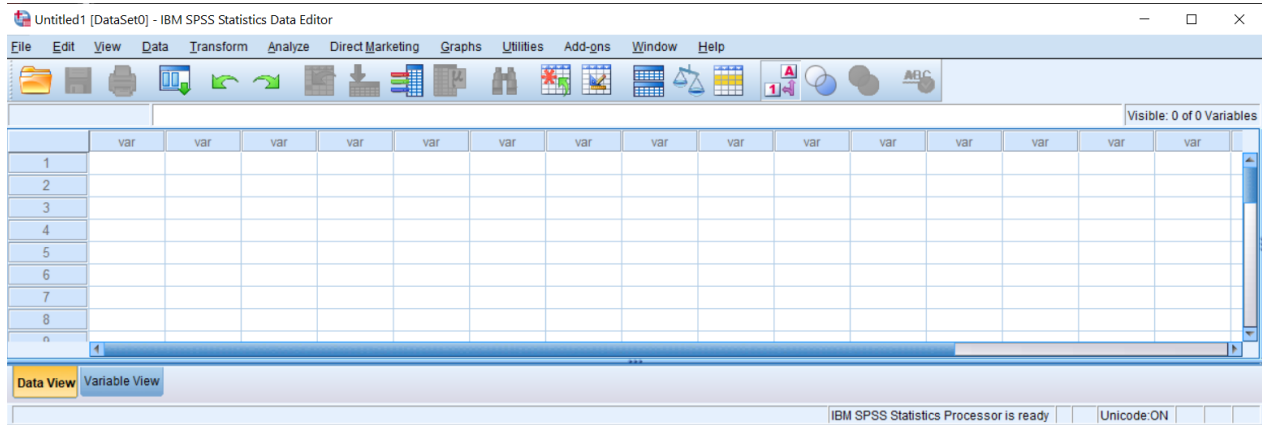 Untitled1 [DataSet0] - IBM SPSS Statistics Data Editor
File Edit View Data Transform Analyze Direct Marketing Graphs Utilities Add-ons Window Help
A
1
μ
ABC
Visible: 0 of 0 Variables
var var var var var var var var var var var var var var var
1
2
3
4
5
6
7
8
9
Data View Variable View
IBM SPSS Statistics Processor is ready Unicode:ON